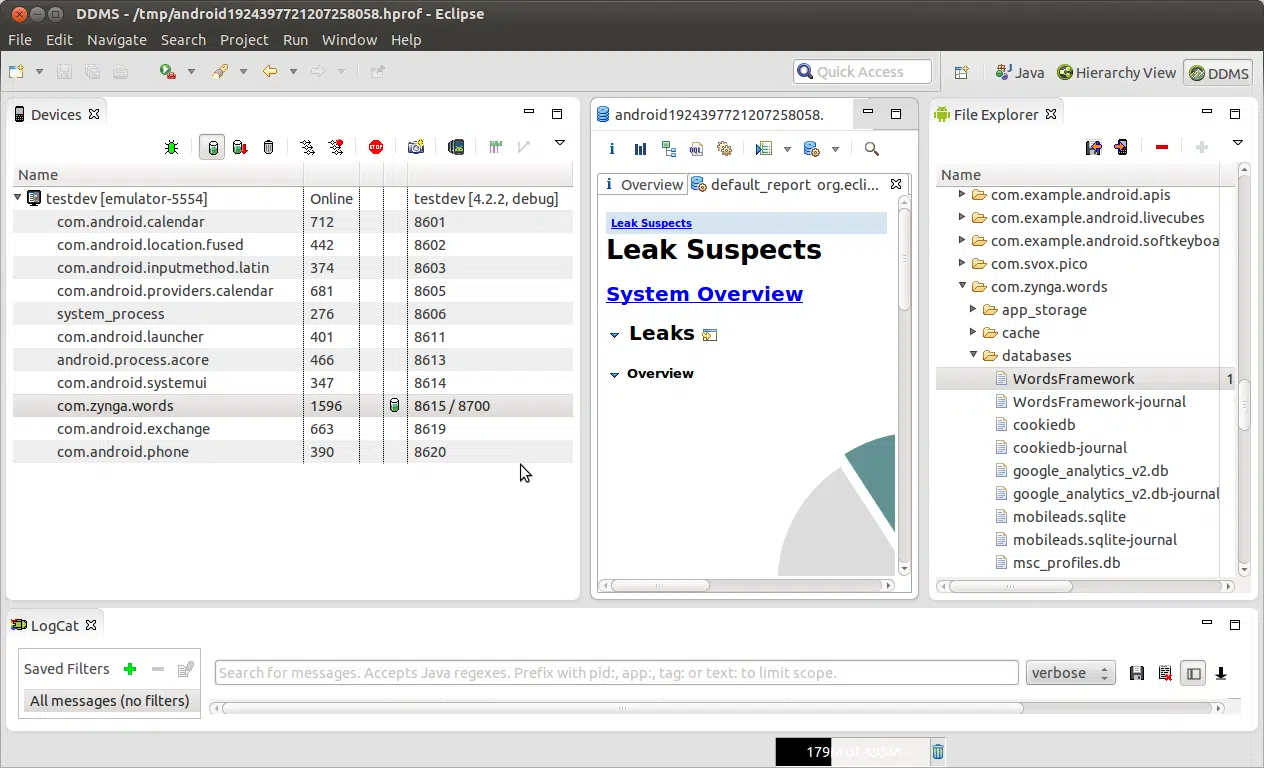 DDMS - /tmp/android1924397721207258058.hprof - Eclipse
File Edit Navigate Search Project Run Window Help
Quick Access
Java
Hierarchy View
DDMS
Devices
Name
testdev [emulator-5554] Online testdev [4.2.2, debug]
com.android.calendar 712 8601
com.android.location.fused 442 8602
com.android.inputmethod.latin 374 8603
com.android.providers.calendar 681 8605
system_process 276 8606
com.android.launcher 401 8611
android.process.acore 466 8613
com.android.systemui 347 8614
com.zynga.words 1596 8615 / 8700
com.android.exchange 663 8619
com.android.phone 390 8620
android1924397721207258058.
OQL
Overview
default_report org.ecli...
Leak Suspects
Leak Suspects
System Overview
Leaks
Overview
File Explorer
Name
com.example.android.apis
com.example.android.livecubes
com.example.android.softkeyboa
com.svox.pico
com.zynga.words
app_storage
cache
databases
WordsFramework 1
WordsFramework-journal
cookiedb
cookiedb-journal
google_analytics_v2.db
google_analytics_v2.db-journal
mobileads.sqlite
mobileads.sqlite-journal
msc_profiles.db
LogCat
Saved Filters
All messages (no filters)
Search for messages. Accepts Java regexes. Prefix with pid:, app:, tag: or text: to limit scope.
verbose